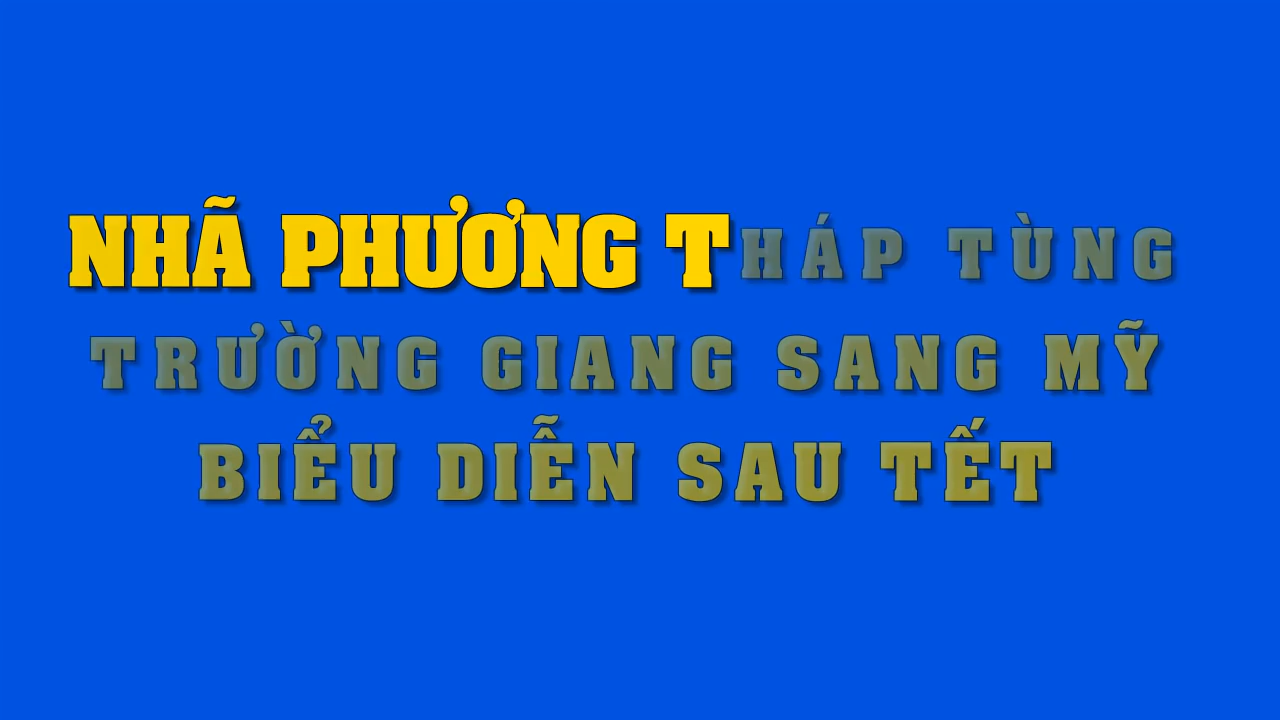 NHÃ PHƯƠNG THÁP TÙNG
TRƯỜNG GIANG SANG MỸ
BIỂU DIỄN SAU TẾT